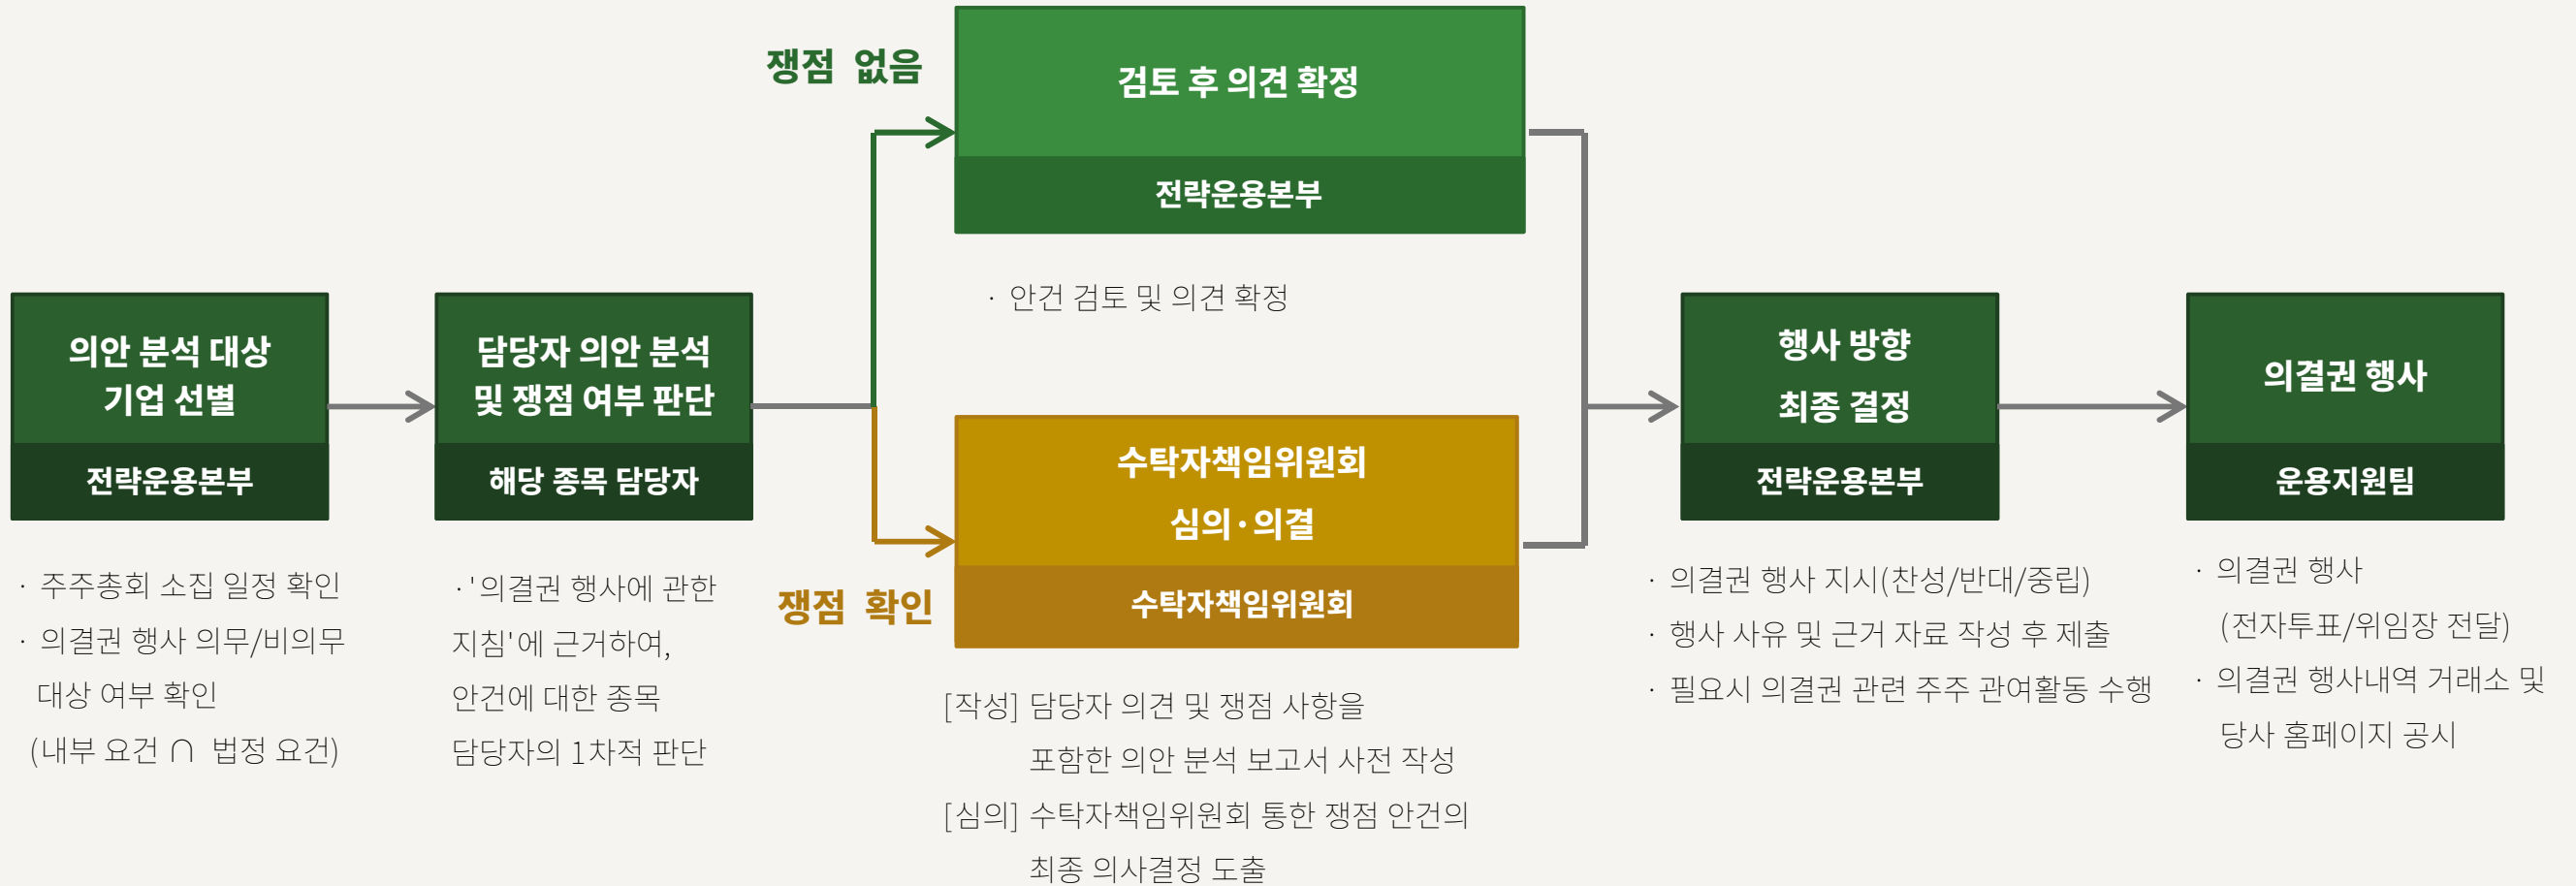 의안 분석 대상
기업 선별
전략운용본부
· 주주총회 소집 일정 확인
· 의결권 행사 의무/비의무
대상 여부 확인
(내부 요건 ∩ 법정 요건)
담당자 의안 분석
및 쟁점 여부 판단
해당 종목 담당자
·'의결권 행사에 관한
지침'에 근거하여,
안건에 대한 종목
담당자의 1차적 판단
쟁점 없음
검토 후 의견 확정
전략운용본부
· 안건 검토 및 의견 확정
쟁점 확인
수탁자책임위원회
심의·의결
수탁자책임위원회
[작성] 담당자 의견 및 쟁점 사항을
포함한 의안 분석 보고서 사전 작성
[심의] 수탁자책임위원회 통한 쟁점 안건의
최종 의사결정 도출
행사 방향
최종 결정
전략운용본부
· 의결권 행사 지시(찬성/반대/중립)
· 행사 사유 및 근거 자료 작성 후 제출
· 필요시 의결권 관련 주주 관여활동 수행
의결권 행사
운용지원팀
· 의결권 행사
(전자투표/위임장 전달)
· 의결권 행사내역 거래소 및
당사 홈페이지 공시